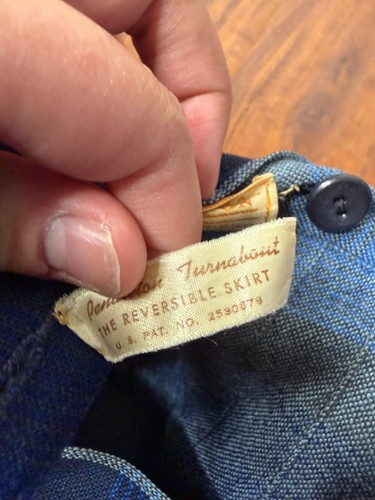 Pendleton Turnabout
THE REVERSIBLE SKIRT
U.S. PAT. NO. 2590879